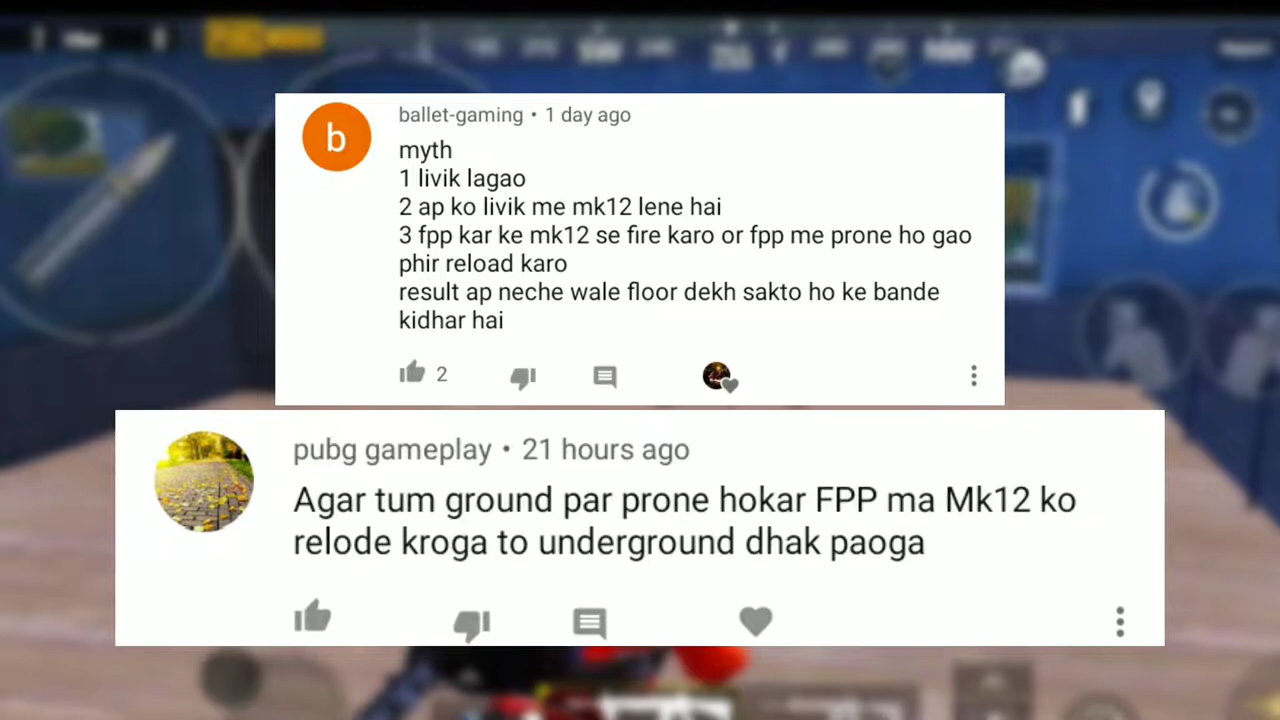 b
ballet-gaming • 1 day ago
myth
1 livik lagao
2 ap ko livik me mk12 lene hai
3 fpp kar ke mk12 se fire karo or fpp me prone ho gao
phir reload karo
result ap neche wale floor dekh sakto ho ke bande
kidhar hai
2
pubg gameplay • 21 hours ago
Agar tum ground par prone hokar FPP ma Mk12 ko
relode kroga to underground dhak paoga